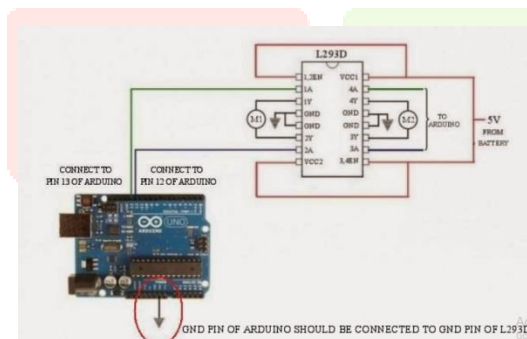 L293D
1,2EN
1A
1Y
GND
GND
2Y
2A
VCC2
VCC1
4A
4Y
GND
GND
3Y
3A
3,4EN
M1
M2
TO
ARDUINO
5V
FROM
BATTERY
CONNECT TO
PIN 13 OF ARDUINO
CONNECT TO
PIN 12 OF ARDUINO
UNO
GND PIN OF ARDUINO SHOULD BE CONNECTED TO GND PIN OF L293D